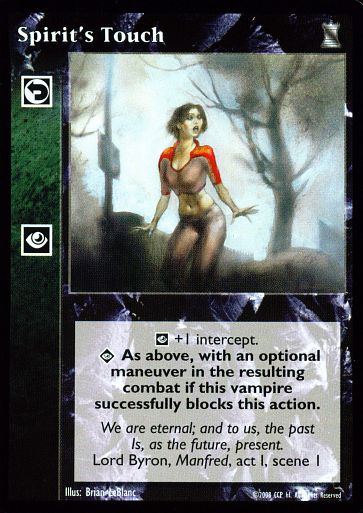 Spirit's Touch
+1 intercept.
As above, with an optional
maneuver in the resulting
combat if this vampire
successfully blocks this action.
We are eternal; and to us, the past
Is, as the future, present.
Lord Byron, Manfred, act I, scene 1
Illus: Brian LeBlanc
©2008 CCP hf. All Rights Reserved